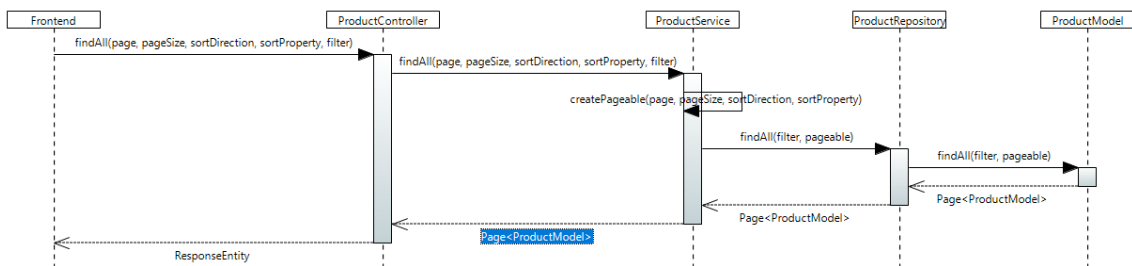 Frontend
ProductController
ProductService
ProductRepository
ProductModel
findAll(page, pageSize, sortDirection, sortProperty, filter)
findAll(page, pageSize, sortDirection, sortProperty, filter)
createPageable(page, pageSize, sortDirection, sortProperty)
findAll(filter, pageable)
findAll(filter, pageable)
Page<ProductModel>
Page<ProductModel>
Page<ProductModel>
ResponseEntity